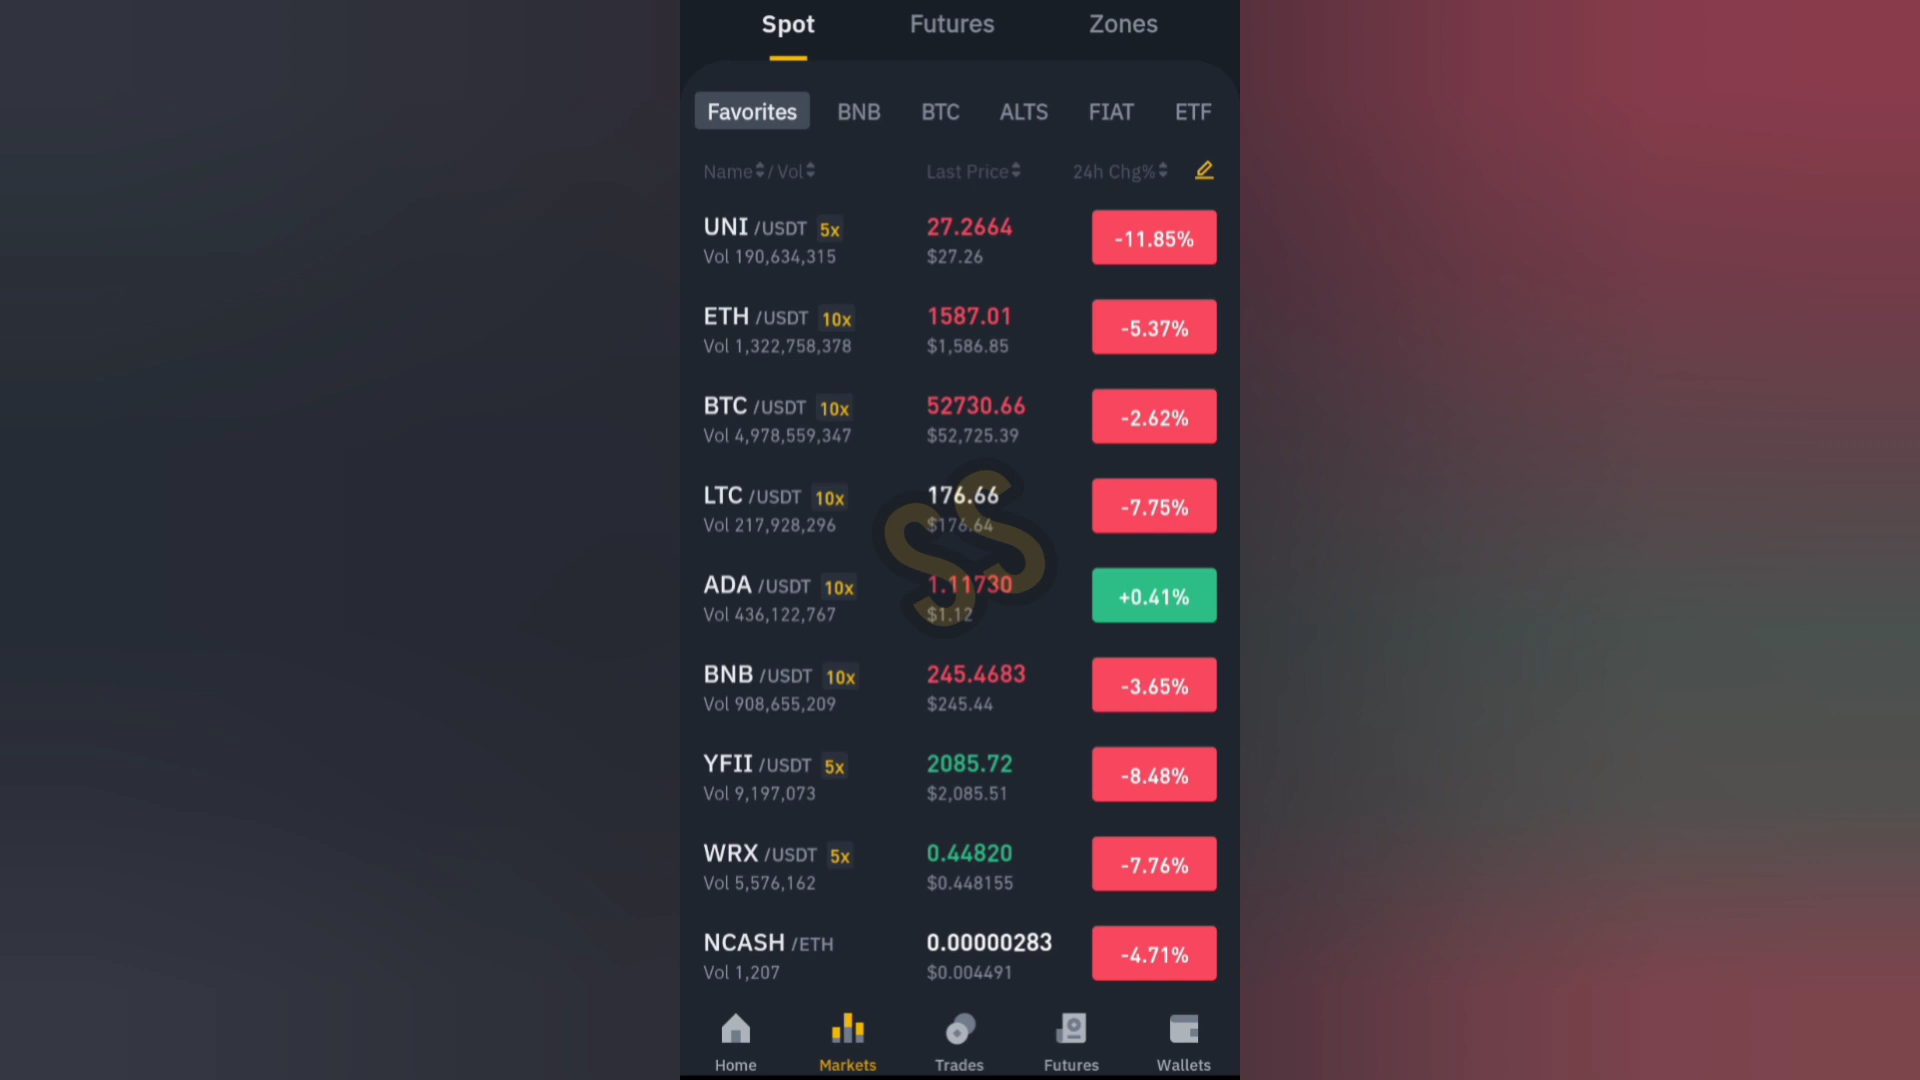 Spot Futures Zones
Favorites BNB BTC ALTS FIAT ETF
Name / Vol Last Price 24h Chg%
UNI /USDT 5x 27.2664 -11.85%
Vol 190,634,315 $27.26
ETH /USDT 10x 1587.01 -5.37%
Vol 1,322,758,378 $1,586.85
BTC /USDT 10x 52730.66 -2.62%
Vol 4,978,559,347 $52,725.39
LTC /USDT 10x 176.66 -7.75%
Vol 217,928,296 $176.64
SS
ADA /USDT 10x 1.11730 +0.41%
Vol 436,122,767 $1.12
BNB /USDT 10x 245.4683 -3.65%
Vol 908,655,209 $245.44
YFII /USDT 5x 2085.72 -8.48%
Vol 9,197,073 $2,085.51
WRX /USDT 5x 0.44820 -7.76%
Vol 5,576,162 $0.448155
NCASH /ETH 0.00000283 -4.71%
Vol 1,207 $0.004491
Home Markets Trades Futures Wallets